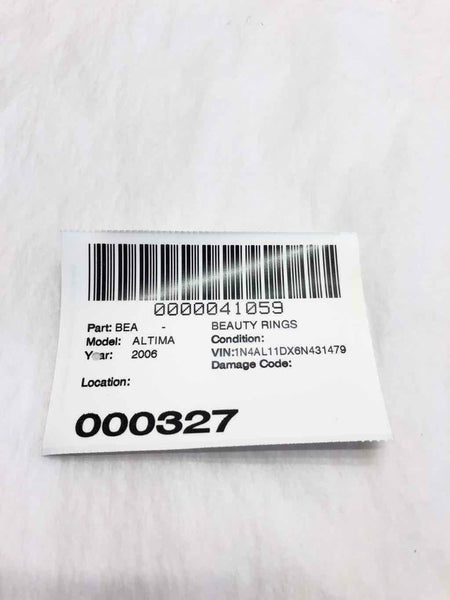 0000041059
Part: BEA - BEAUTY RINGS
Model: ALTIMA Condition:
Year: 2006 VIN:1N4AL11DX6N431479
Damage Code:
Location:
000327